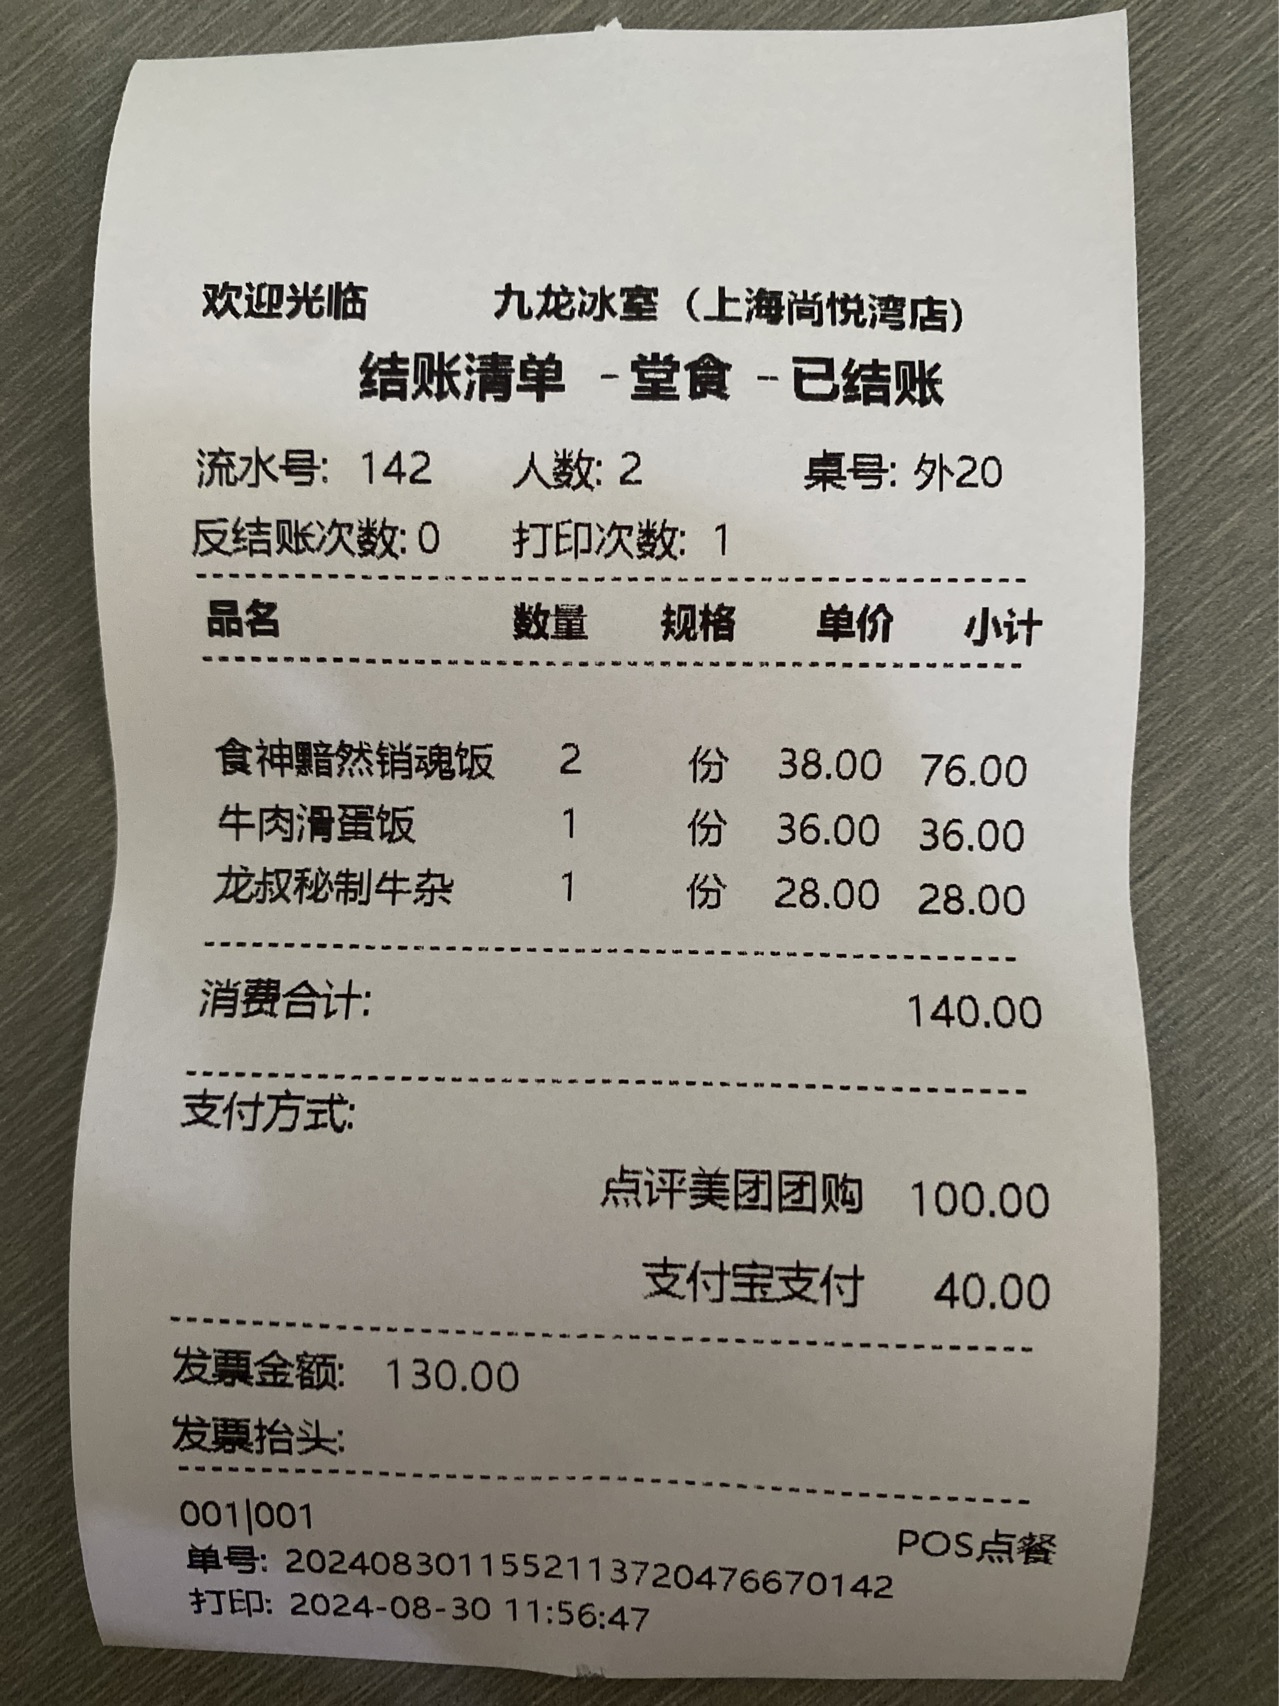 欢迎光临 九龙冰室（上海尚悦湾店）
结账清单 - 堂食 - 已结账
流水号: 142 人数: 2 桌号: 外20
反结账次数: 0 打印次数: 1
品名 数量 规格 单价 小计
食神黯然销魂饭 2 份 38.00 76.00
牛肉滑蛋饭 1 份 36.00 36.00
龙叔秘制牛杂 1 份 28.00 28.00
消费合计: 140.00
支付方式:
点评美团团购 100.00
支付宝支付 40.00
发票金额: 130.00
发票抬头:
001|001 POS点餐
单号: 2024083011552113720476670142
打印: 2024-08-30 11:56:47